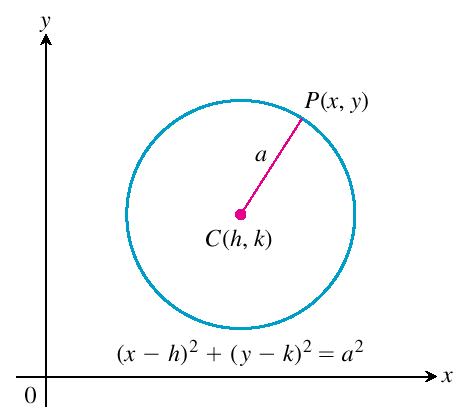 y
P(x, y)
a
C(h, k)
(x − h)² + (y − k)² = a²
x
0